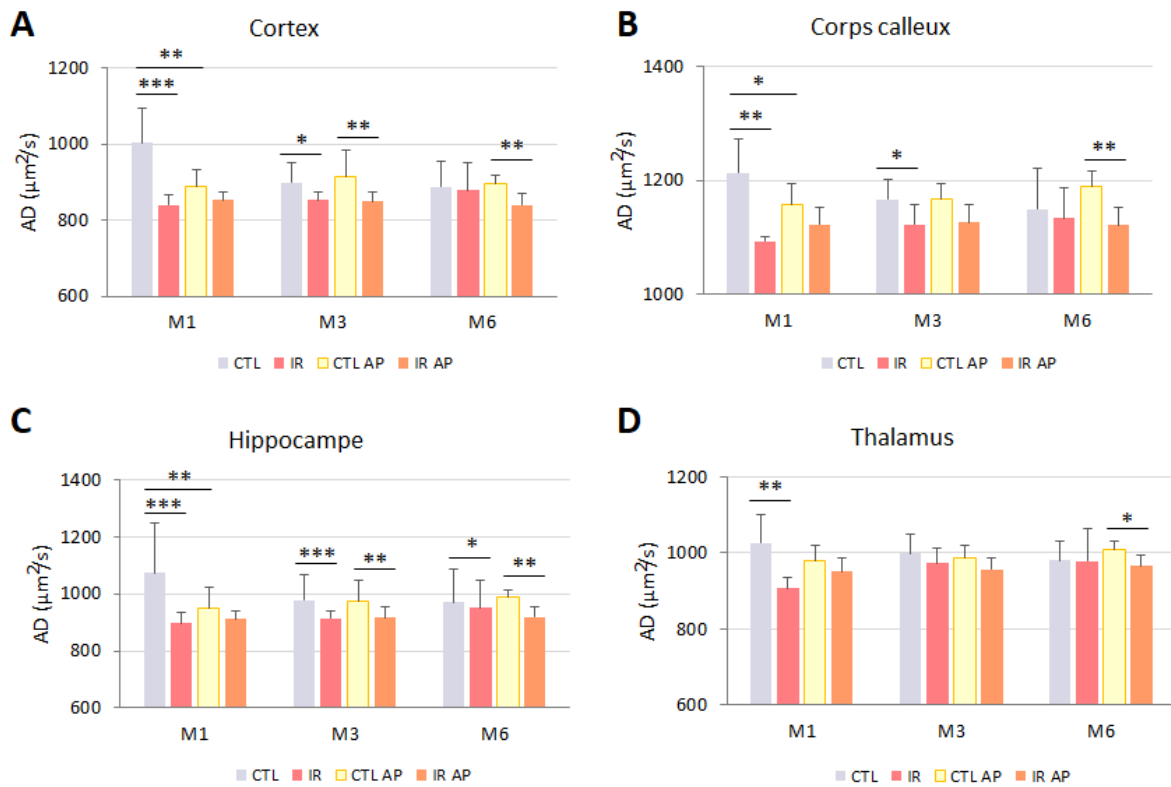 A
Cortex
AD (µm²/s)
1200
1000
800
600
**
***
*
**
**
M1 M3 M6
CTL IR CTL AP IR AP
B
Corps calleux
AD (µm²/s)
1400
1200
1000
*
**
*
**
M1 M3 M6
CTL IR CTL AP IR AP
C
Hippocampe
AD (µm²/s)
1400
1200
1000
800
600
**
***
***
**
*
**
M1 M3 M6
CTL IR CTL AP IR AP
D
Thalamus
AD (µm²/s)
1200
1000
800
600
**
*
M1 M3 M6
CTL IR CTL AP IR AP